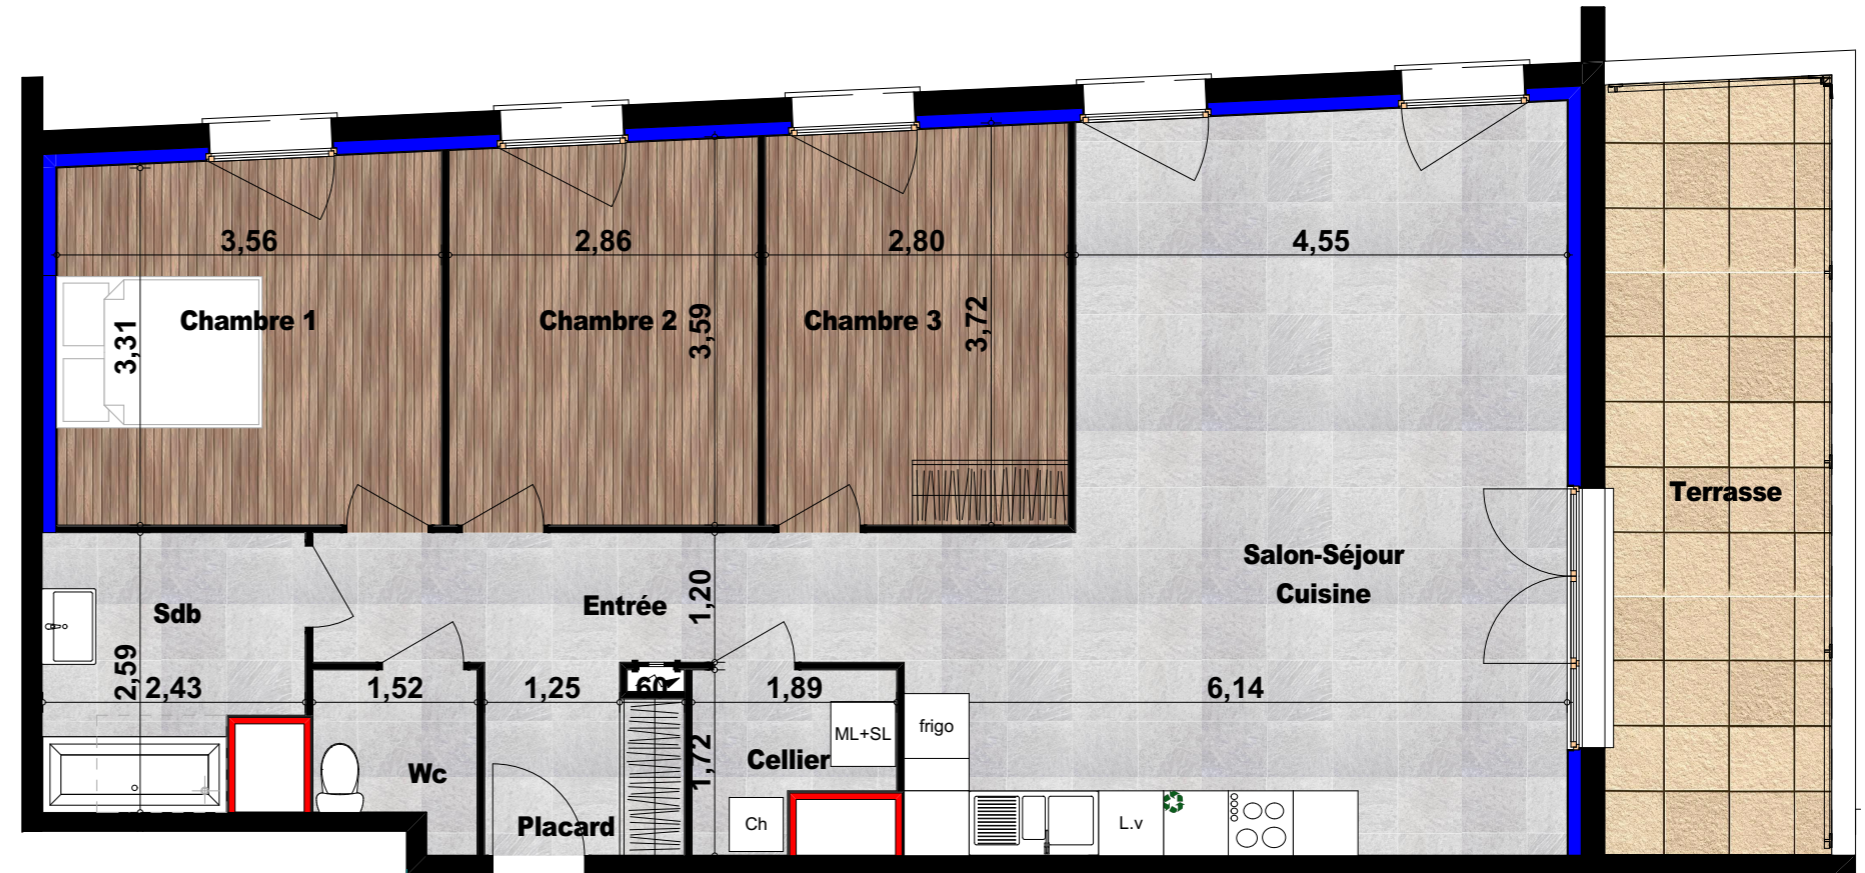 3,56
2,86
2,80
4,55
Chambre 1
Chambre 2
Chambre 3
3,31
3,59
3,72
Terrasse
Salon-Séjour
Cuisine
Sdb
Entrée
1,20
2,59
2,43
1,52
1,25
60
1,89
6,14
ML+SL
frigo
Wc
1,72
Cellier
Placard
Ch
L.v